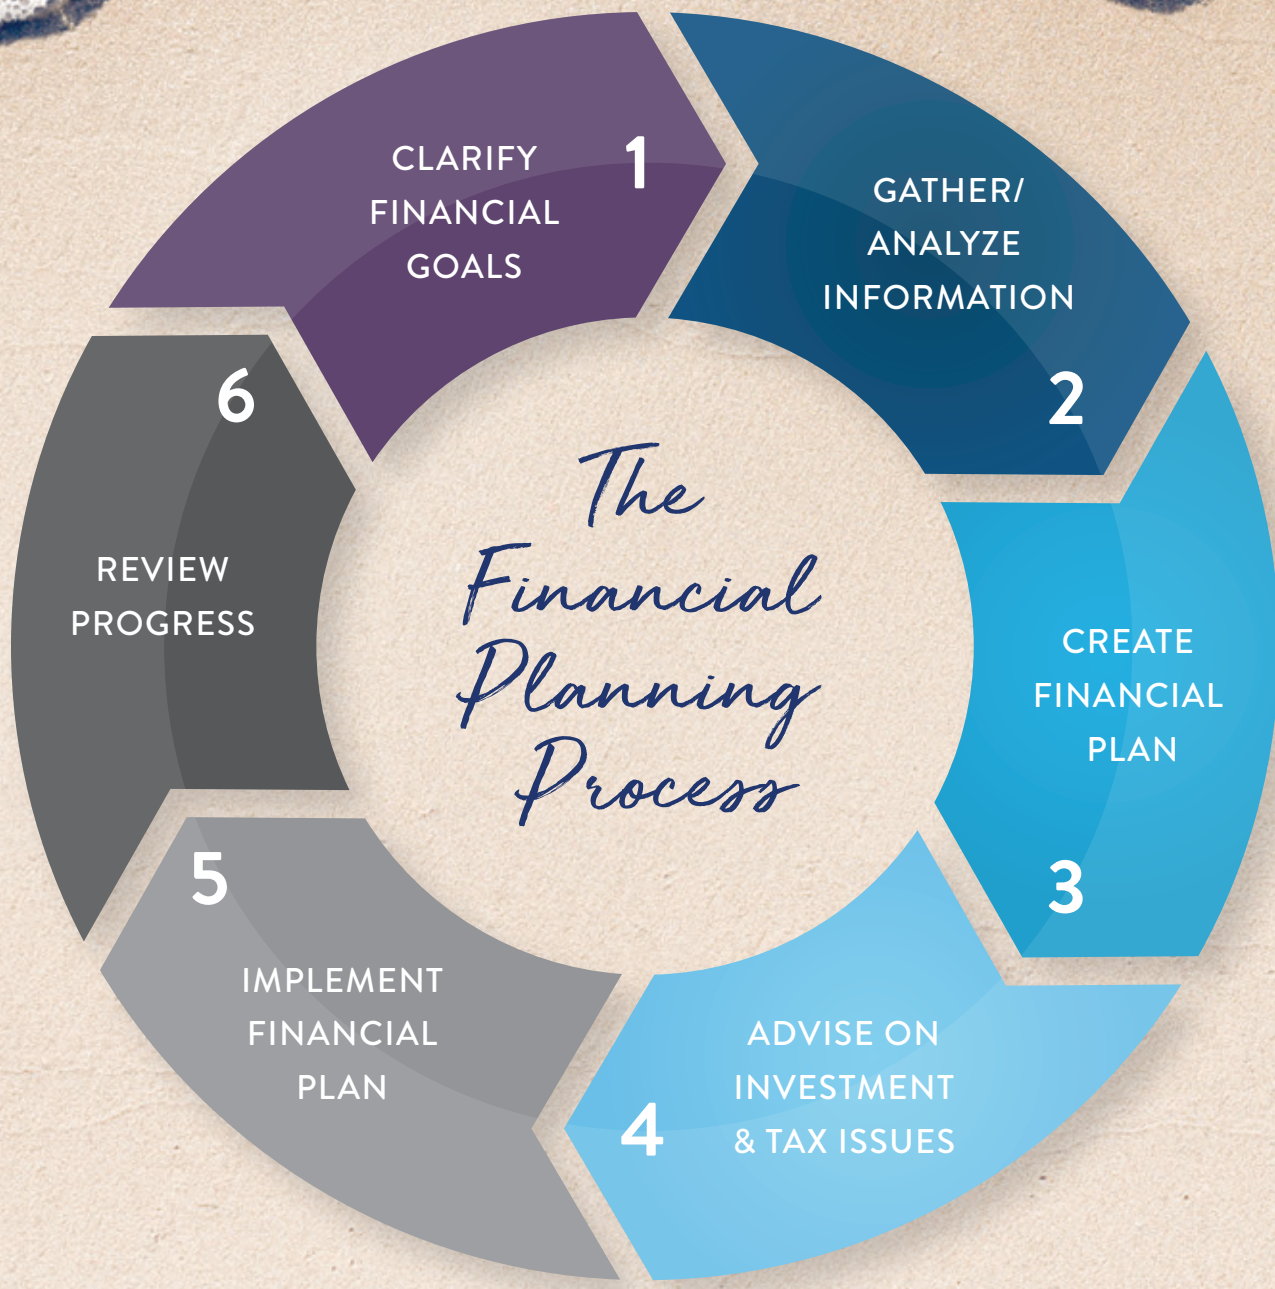 CLARIFY
FINANCIAL
GOALS
1
GATHER/
ANALYZE
INFORMATION
2
CREATE
FINANCIAL
PLAN
3
ADVISE ON
INVESTMENT
& TAX ISSUES
4
5
IMPLEMENT
FINANCIAL
PLAN
6
REVIEW
PROGRESS
The
Financial
Planning
Process